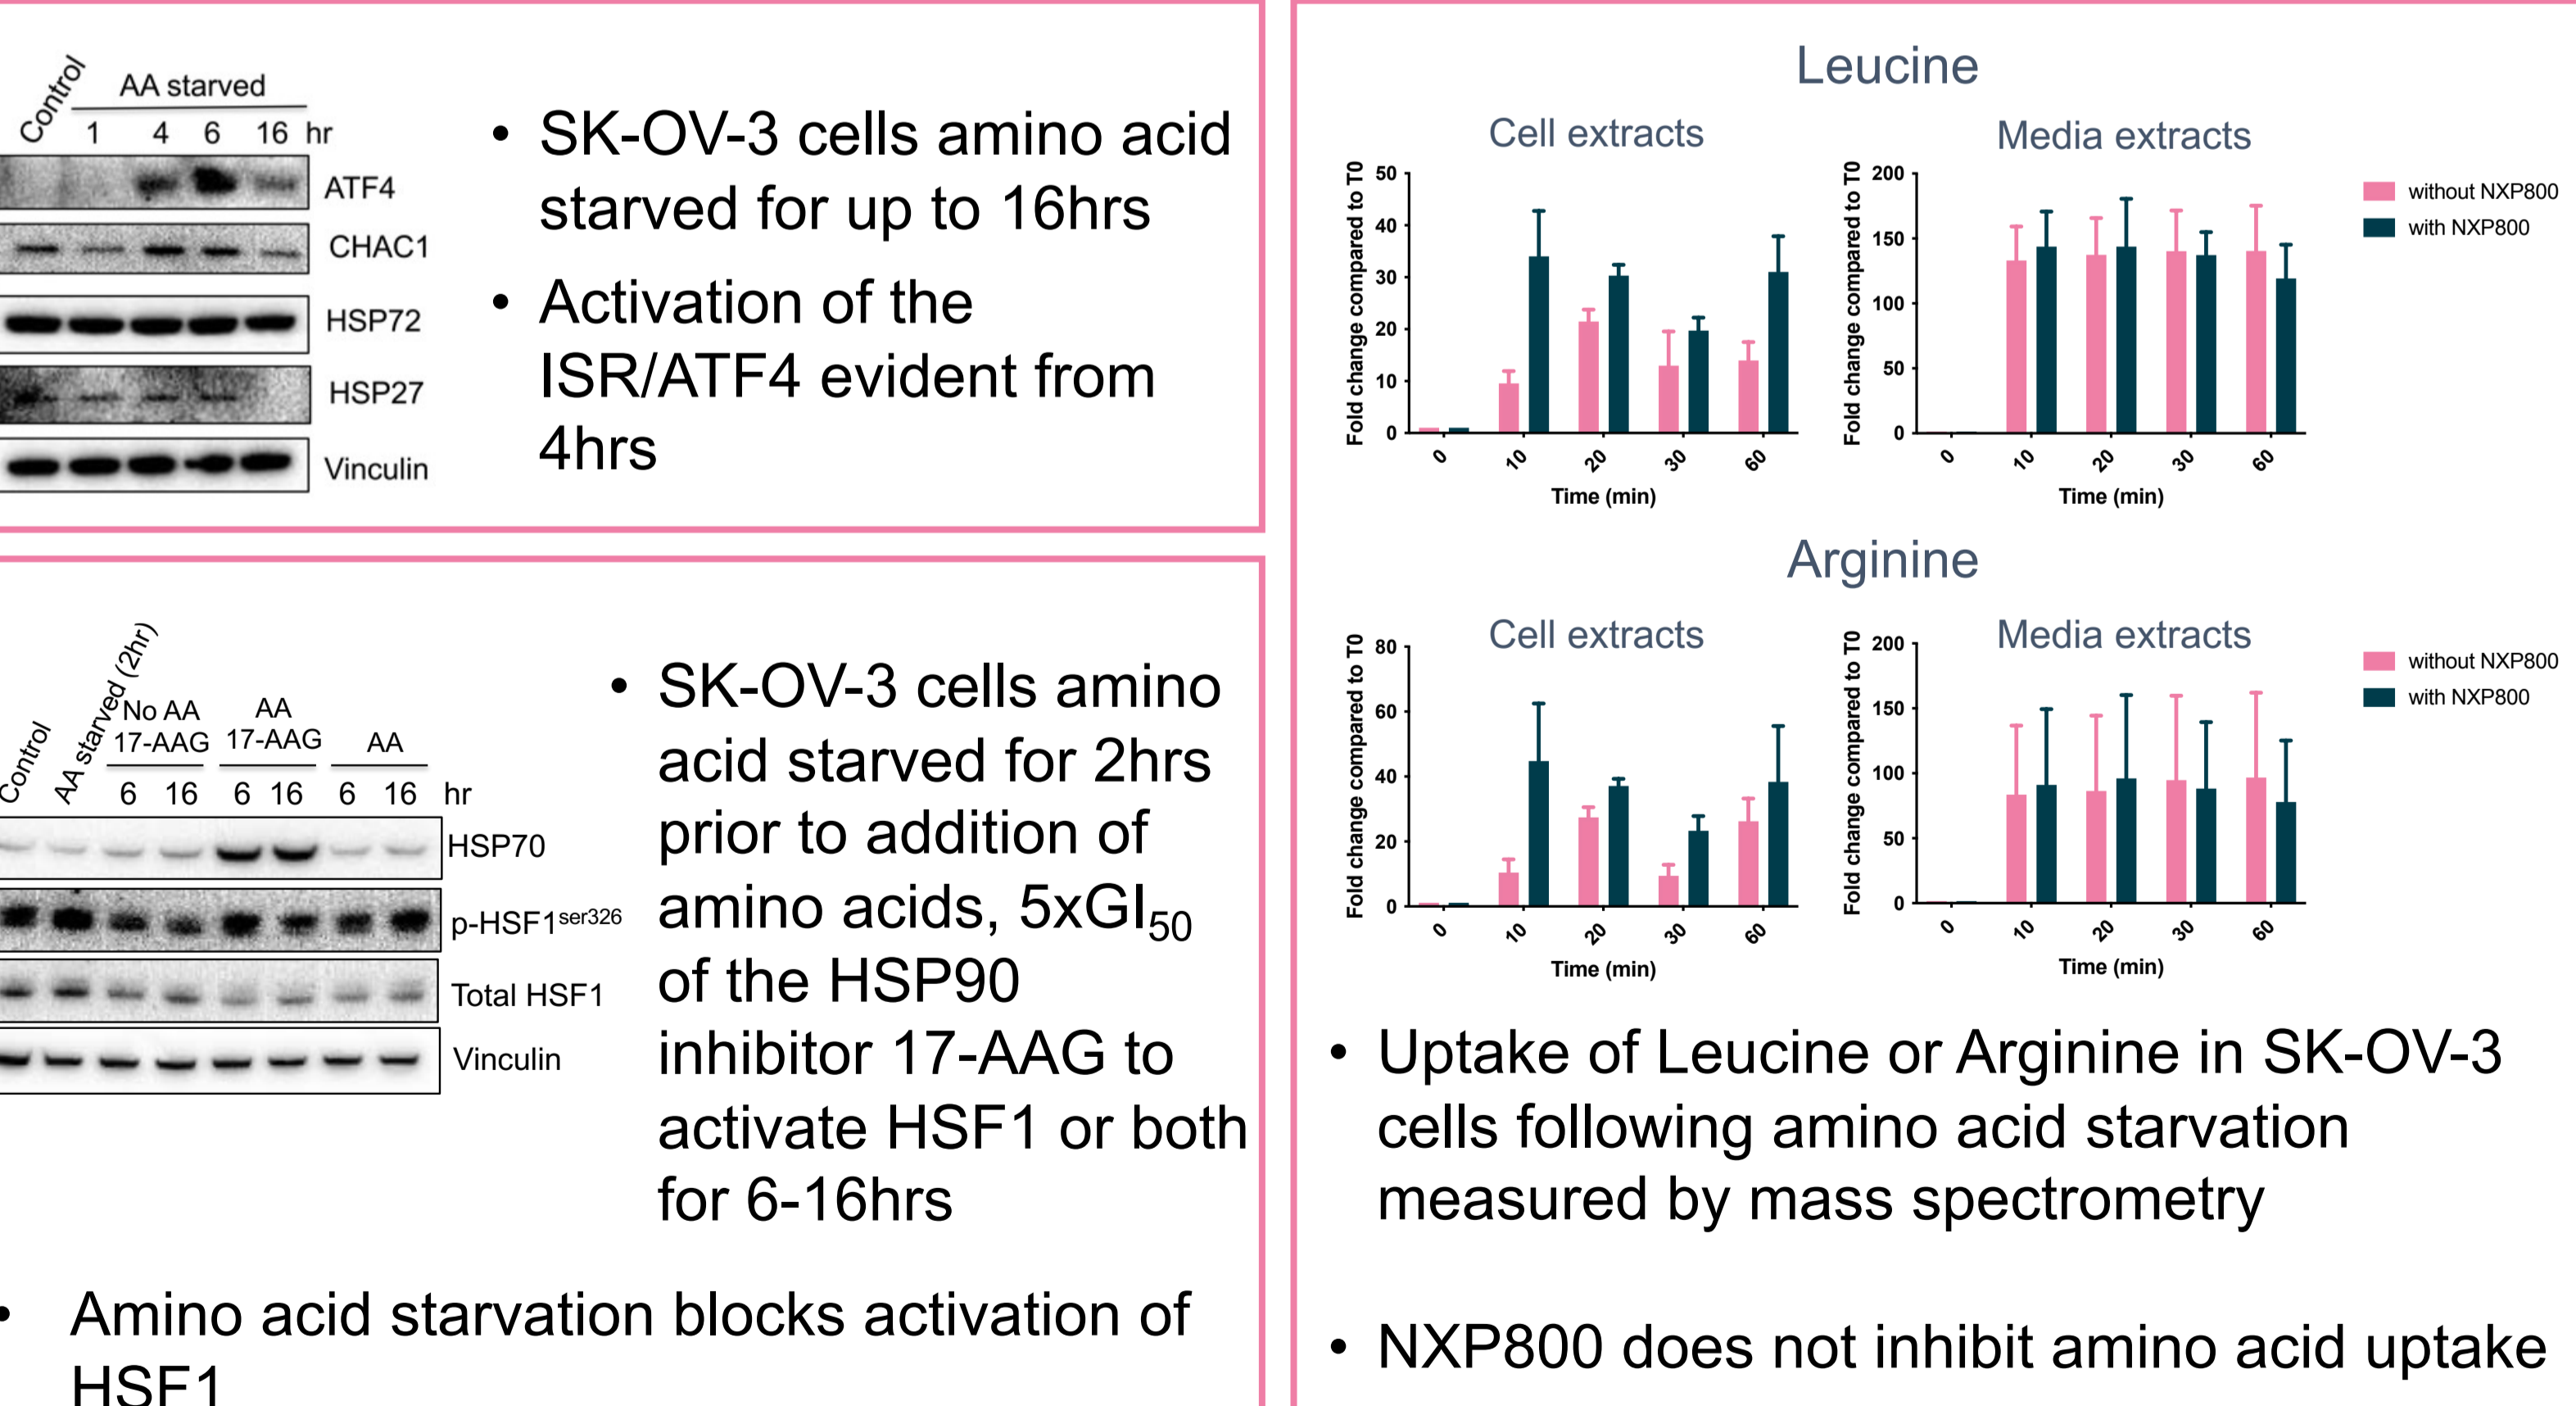 Control
AA starved
1 4 6 16 hr
ATF4
CHAC1
HSP72
HSP27
Vinculin
• SK-OV-3 cells amino acid
starved for up to 16hrs
• Activation of the
ISR/ATF4 evident from
4hrs
Control
AA starved (2hr)
No AA
17-AAG
AA
17-AAG
AA
6 16 6 16 6 16 hr
HSP70
p-HSF1ser326
Total HSF1
Vinculin
• SK-OV-3 cells amino
acid starved for 2hrs
prior to addition of
amino acids, 5xGI50
of the HSP90
inhibitor 17-AAG to
activate HSF1 or both
for 6-16hrs
• Amino acid starvation blocks activation of
HSF1
Leucine
Cell extracts
Fold change compared to T0
50
40
30
20
10
0
0 10 20 30 60
Time (min)
Media extracts
Fold change compared to T0
200
150
100
50
0
0 10 20 30 60
Time (min)
without NXP800
with NXP800
Arginine
Cell extracts
Fold change compared to T0
80
60
40
20
0
0 10 20 30 60
Time (min)
Media extracts
Fold change compared to T0
200
150
100
50
0
0 10 20 30 60
Time (min)
without NXP800
with NXP800
• Uptake of Leucine or Arginine in SK-OV-3
cells following amino acid starvation
measured by mass spectrometry
• NXP800 does not inhibit amino acid uptake